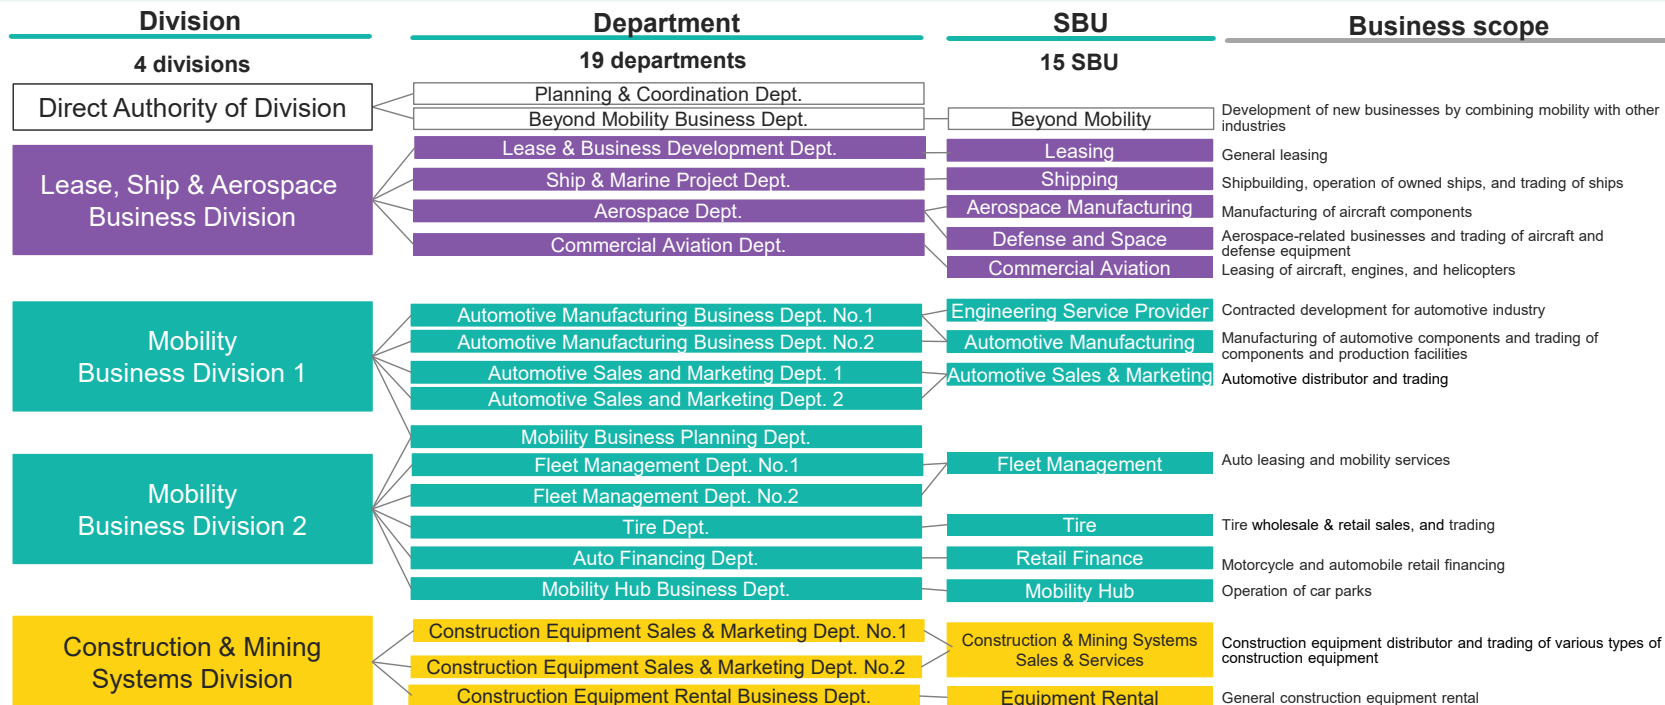 Division
Department
SBU
Business scope
4 divisions
19 departments
15 SBU
Direct Authority of Division
Planning & Coordination Dept.
Beyond Mobility Business Dept.
Beyond Mobility
Development of new businesses by combining mobility with other
industries
Lease, Ship & Aerospace
Business Division
Lease & Business Development Dept.
Leasing
General leasing
Ship & Marine Project Dept.
Shipping
Shipbuilding, operation of owned ships, and trading of ships
Aerospace Dept.
Aerospace Manufacturing
Manufacturing of aircraft components
Defense and Space
Aerospace-related businesses and trading of aircraft and
defense equipment
Commercial Aviation Dept.
Commercial Aviation
Leasing of aircraft, engines, and helicopters
Mobility
Business Division 1
Automotive Manufacturing Business Dept. No.1
Engineering Service Provider
Contracted development for automotive industry
Automotive Manufacturing Business Dept. No.2
Automotive Manufacturing
Manufacturing of automotive components and trading of
components and production facilities
Automotive Sales and Marketing Dept. 1
Automotive Sales & Marketing
Automotive distributor and trading
Automotive Sales and Marketing Dept. 2
Mobility Business Planning Dept.
Mobility
Business Division 2
Fleet Management Dept. No.1
Fleet Management
Auto leasing and mobility services
Fleet Management Dept. No.2
Tire Dept.
Tire
Tire wholesale & retail sales, and trading
Auto Financing Dept.
Retail Finance
Motorcycle and automobile retail financing
Mobility Hub Business Dept.
Mobility Hub
Operation of car parks
Construction & Mining
Systems Division
Construction Equipment Sales & Marketing Dept. No.1
Construction & Mining Systems
Sales & Services
Construction equipment distributor and trading of various types of
construction equipment
Construction Equipment Sales & Marketing Dept. No.2
Construction Equipment Rental Business Dept.
Equipment Rental
General construction equipment rental